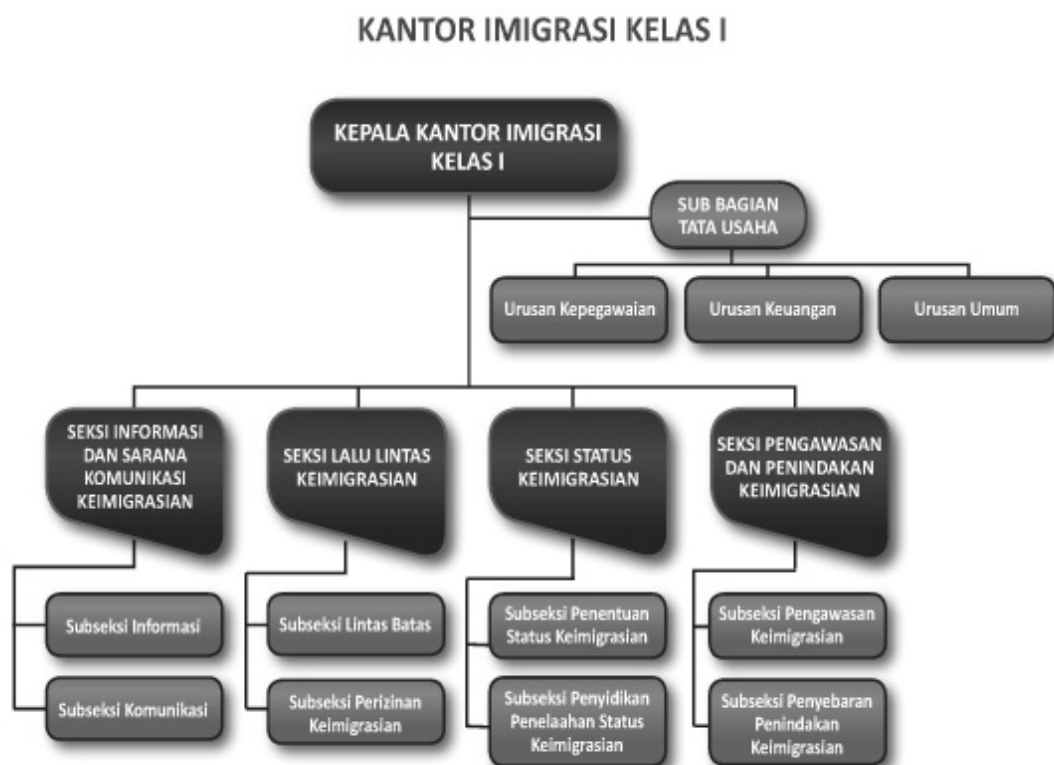 KANTOR IMIGRASI KELAS I
KEPALA KANTOR IMIGRASI
KELAS I
SUB BAGIAN
TATA USAHA
Urusan Kepegawaian
Urusan Keuangan
Urusan Umum
SEKSI INFORMASI
DAN SARANA
KOMUNIKASI
KEIMIGRASIAN
SEKSI LALU LINTAS
KEIMIGRASIAN
SEKSI STATUS
KEIMIGRASIAN
SEKSI PENGAWASAN
DAN PENINDAKAN
KEIMIGRASIAN
Subseksi Informasi
Subseksi Komunikasi
Subseksi Lintas Batas
Subseksi Perizinan
Keimigrasian
Subseksi Penentuan
Status Keimigrasian
Subseksi Penyidikan
Penelaahan Status
Keimigrasian
Subseksi Pengawasan
Keimigrasian
Subseksi Penyebaran
Penindakan
Keimigrasian